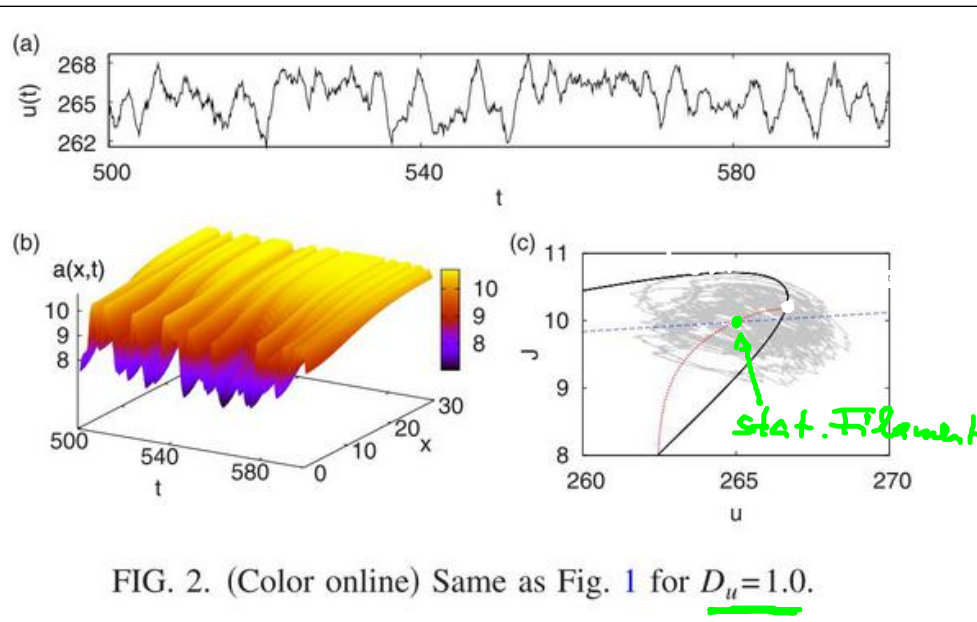 (a)
u(t)
268
265
262
500 540 580
t
(b)
a(x,t)
10
9
8
10
9
8
500 540 580
t
0 10 20 30
x
(c)
J
11
10
9
8
260 265 270
u
stat. Filament
FIG. 2. (Color online) Same as Fig. 1 for Du=1.0.